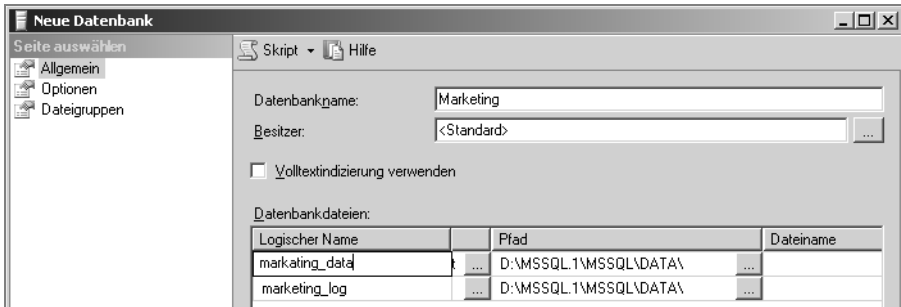 Neue Datenbank
Seite auswählen
Allgemein
Optionen
Dateigruppen
Skript Hilfe
Datenbankname: Marketing
Besitzer: <Standard> ...
Volltextindizierung verwenden
Datenbankdateien:
Logischer Name Pfad Dateiname
markating_data t ... D:\MSSQL.1\MSSQL\DATA\ ...
marketing_log ... D:\MSSQL.1\MSSQL\DATA\ ...